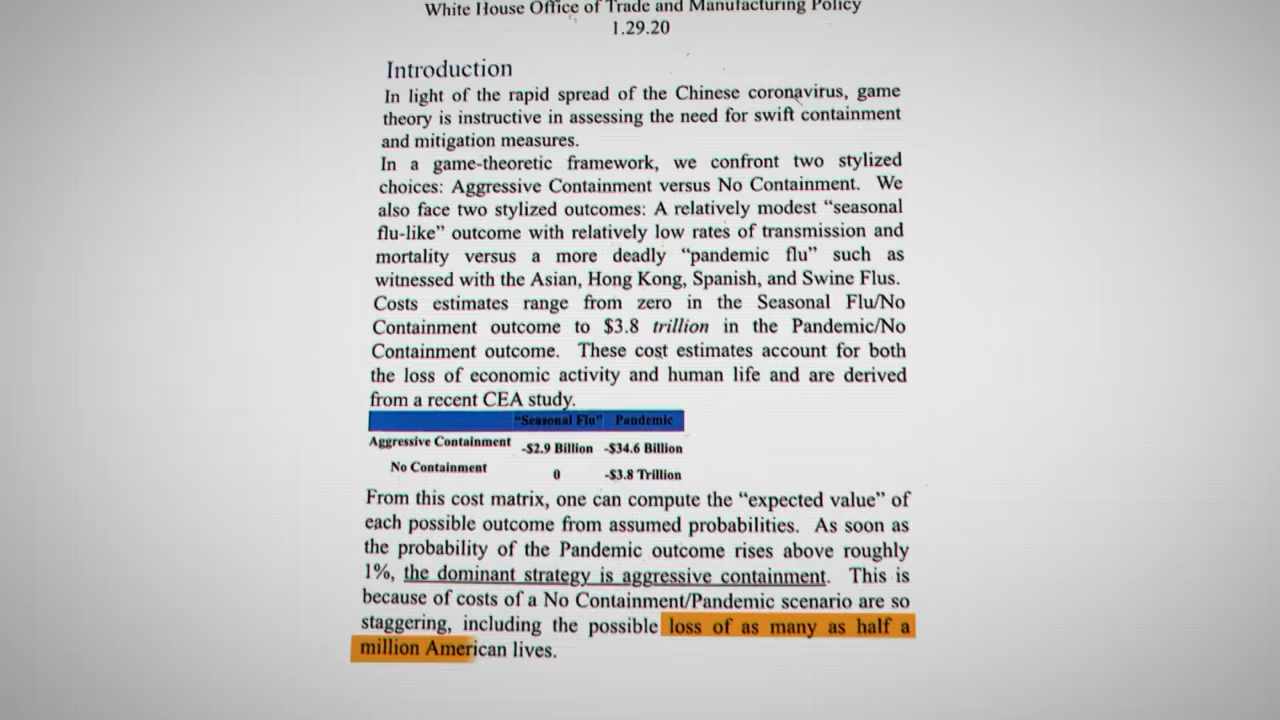 White House Office of Trade and Manufacturing Policy
1.29.20
Introduction
In light of the rapid spread of the Chinese coronavirus, game
theory is instructive in assessing the need for swift containment
and mitigation measures.
In a game-theoretic framework, we confront two stylized
choices: Aggressive Containment versus No Containment. We
also face two stylized outcomes: A relatively modest “seasonal
flu-like” outcome with relatively low rates of transmission and
mortality versus a more deadly “pandemic flu” such as
witnessed with the Asian, Hong Kong, Spanish, and Swine Flus.
Costs estimates range from zero in the Seasonal Flu/No
Containment outcome to $3.8 trillion in the Pandemic/No
Containment outcome. These cost estimates account for both
the loss of economic activity and human life and are derived
from a recent CEA study.
"Seasonal Flu" Pandemic
Aggressive Containment -$2.9 Billion -$34.6 Billion
No Containment 0 -$3.8 Trillion
From this cost matrix, one can compute the “expected value” of
each possible outcome from assumed probabilities. As soon as
the probability of the Pandemic outcome rises above roughly
1%, the dominant strategy is aggressive containment. This is
because of costs of a No Containment/Pandemic scenario are so
staggering, including the possible loss of as many as half a
million American lives.